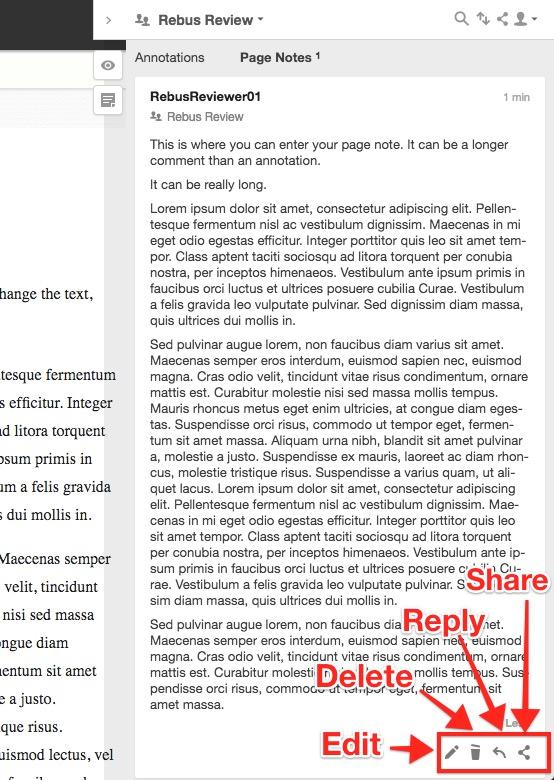 Rebus Review
Annotations Page Notes 1
RebusReviewer01 1 min
Rebus Review
This is where you can enter your page note. It can be a longer
comment than an annotation.
It can be really long.
Lorem ipsum dolor sit amet, consectetur adipiscing elit. Pellen-
tesque fermentum nisl ac vestibulum dignissim. Maecenas in mi
eget odio egestas efficitur. Integer porttitor quis leo sit amet tem-
por. Class aptent taciti sociosqu ad litora torquent per conubia
nostra, per inceptos himenaeos. Vestibulum ante ipsum primis in
faucibus orci luctus et ultrices posuere cubilia Curae. Vestibulum
a felis gravida leo vulputate pulvinar. Sed dignissim diam massa,
quis ultrices dui mollis in.
Sed pulvinar augue lorem, non faucibus diam varius sit amet.
Maecenas semper eros interdum, euismod sapien nec, euismod
magna. Cras odio velit, tincidunt vitae risus condimentum, ornare
mattis est. Curabitur molestie nisi sed massa mollis tempus.
Mauris rhoncus metus eget enim ultricies, at congue diam eges-
tas. Suspendisse orci risus, commodo ut tempor eget, fermen-
tum sit amet massa. Aliquam urna nibh, blandit sit amet pulvinar
a, molestie a justo. Suspendisse ex mauris, laoreet ac diam rhon-
cus, molestie tristique risus. Suspendisse a varius quam, ut ali-
quet lacus. Lorem ipsum dolor sit amet, consectetur adipiscing
elit. Pellentesque fermentum nisl ac vestibulum dignissim. Mae-
cenas in mi eget odio egestas efficitur. Integer porttitor quis leo
sit amet tempor. Class aptent taciti sociosqu ad litora torquent
per conubia nostra, per inceptos himenaeos. Vestibulum ante ip-
sum primis in faucibus orci luctus et ultrices posuere cubilia Cu-
rae. Vestibulum a felis gravida leo vulputate pulvinar. Sed dignis-
sim diam massa, quis ultrices dui mollis in.
Sed pulvinar augue lorem, non faucibus diam amet.
Maecenas semper eros interdum, euismod sapien nec, euismod
magna. Cras odio velit, tincidunt vitae risus condimentum, ornare
mattis est. Curabitur molestie nisi sed massa mollis tempus. Sus-
pendisse orci risus, commodo ut tempor eget, fermentum sit
amet massa.
Share
Reply
Delete
Edit
hange the text,
tesque fermentum
s efficitur. Integer
ad litora torquent
psum primis in
um a felis gravida
s dui mollis in.
Maecenas semper
velit, tincidunt
nisi sed massa
ongue diam
mentum sit amet
e a justo.
que risus.
uismod lectus, vel